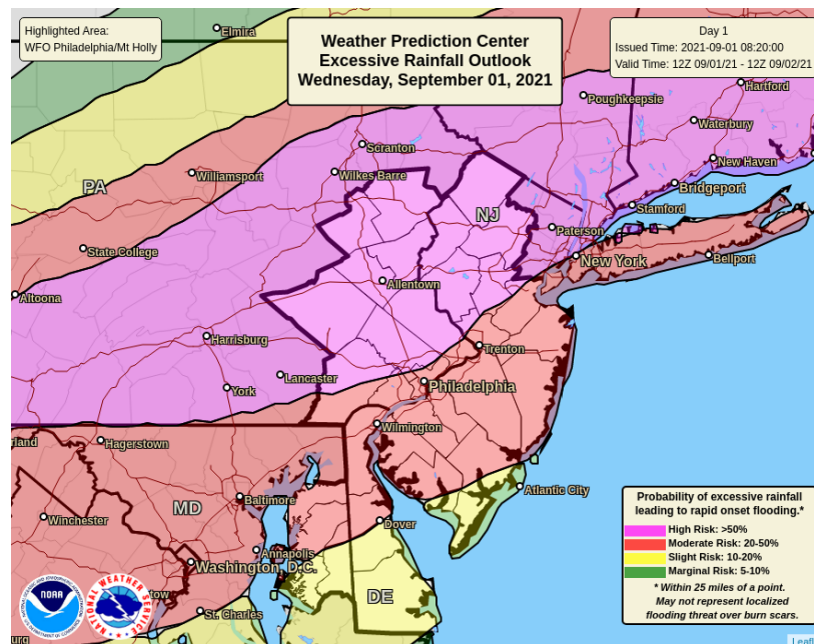 Highlighted Area:
WFO Philadelphia/Mt Holly
Weather Prediction Center
Excessive Rainfall Outlook
Wednesday, September 01, 2021
Day 1
Issued Time: 2021-09-01 08:20:00
Valid Time: 12Z 09/01/21 - 12Z 09/02/21
Elmira
Hartford
Poughkeepsie
Waterbury
Scranton
New Haven
Williamsport
Wilkes Barre
PA
Bridgeport
Stamford
NJ
Paterson
State College
New York
Bellport
Allentown
Altoona
Harrisburg
Trenton
Lancaster
York
Philadelphia
Wilmington
Hagerstown
Atlantic City
Baltimore
MD
Winchester
Dover
Annapolis
Washington, D.C.
DE
St. Charles
Probability of excessive rainfall
leading to rapid onset flooding.*
High Risk: >50%
Moderate Risk: 20-50%
Slight Risk: 10-20%
Marginal Risk: 5-10%
* Within 25 miles of a point.
May not represent localized
flooding threat over burn scars.
NOAA
NATIONAL WEATHER SERVICE